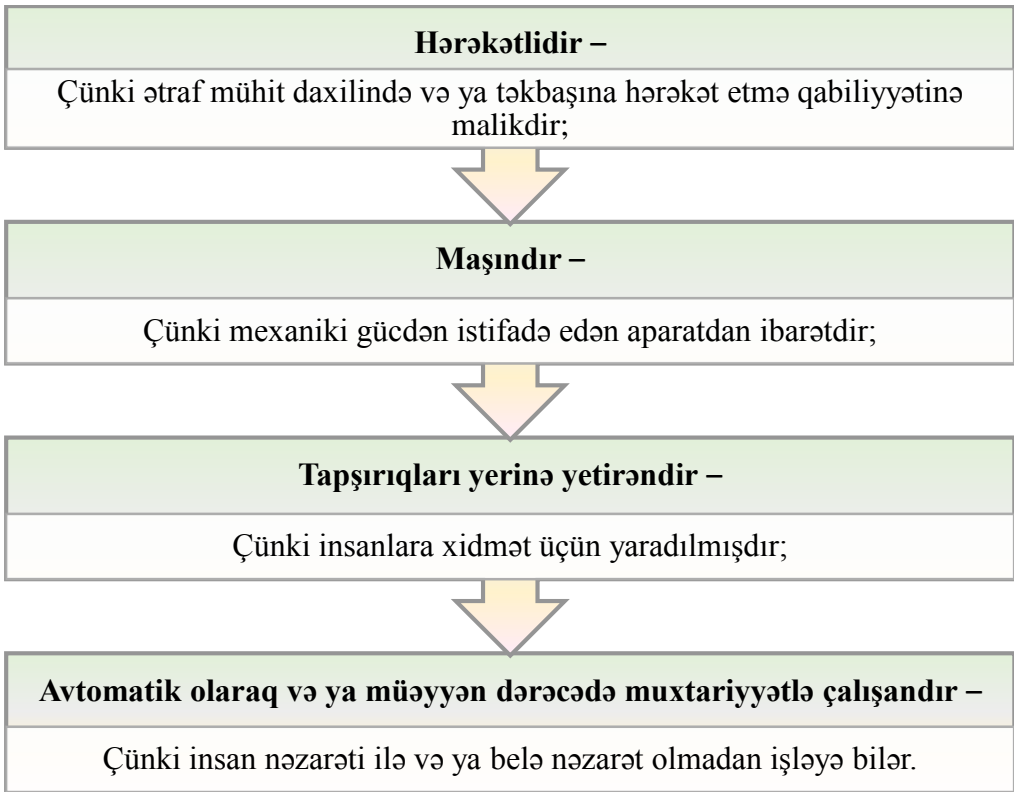 Hərəkətlidir –
Çünki ətraf mühit daxilində və ya təkbaşına hərəkət etmə qabiliyyətinə
malikdir;
Maşındır –
Çünki mexaniki gücdən istifadə edən aparatdan ibarətdir;
Tapşırıqları yerinə yetirəndir –
Çünki insanlara xidmət üçün yaradılmışdır;
Avtomatik olaraq və ya müəyyən dərəcədə muxtariyyətlə çalışandır –
Çünki insan nəzarəti ilə və ya belə nəzarət olmadan işləyə bilər.